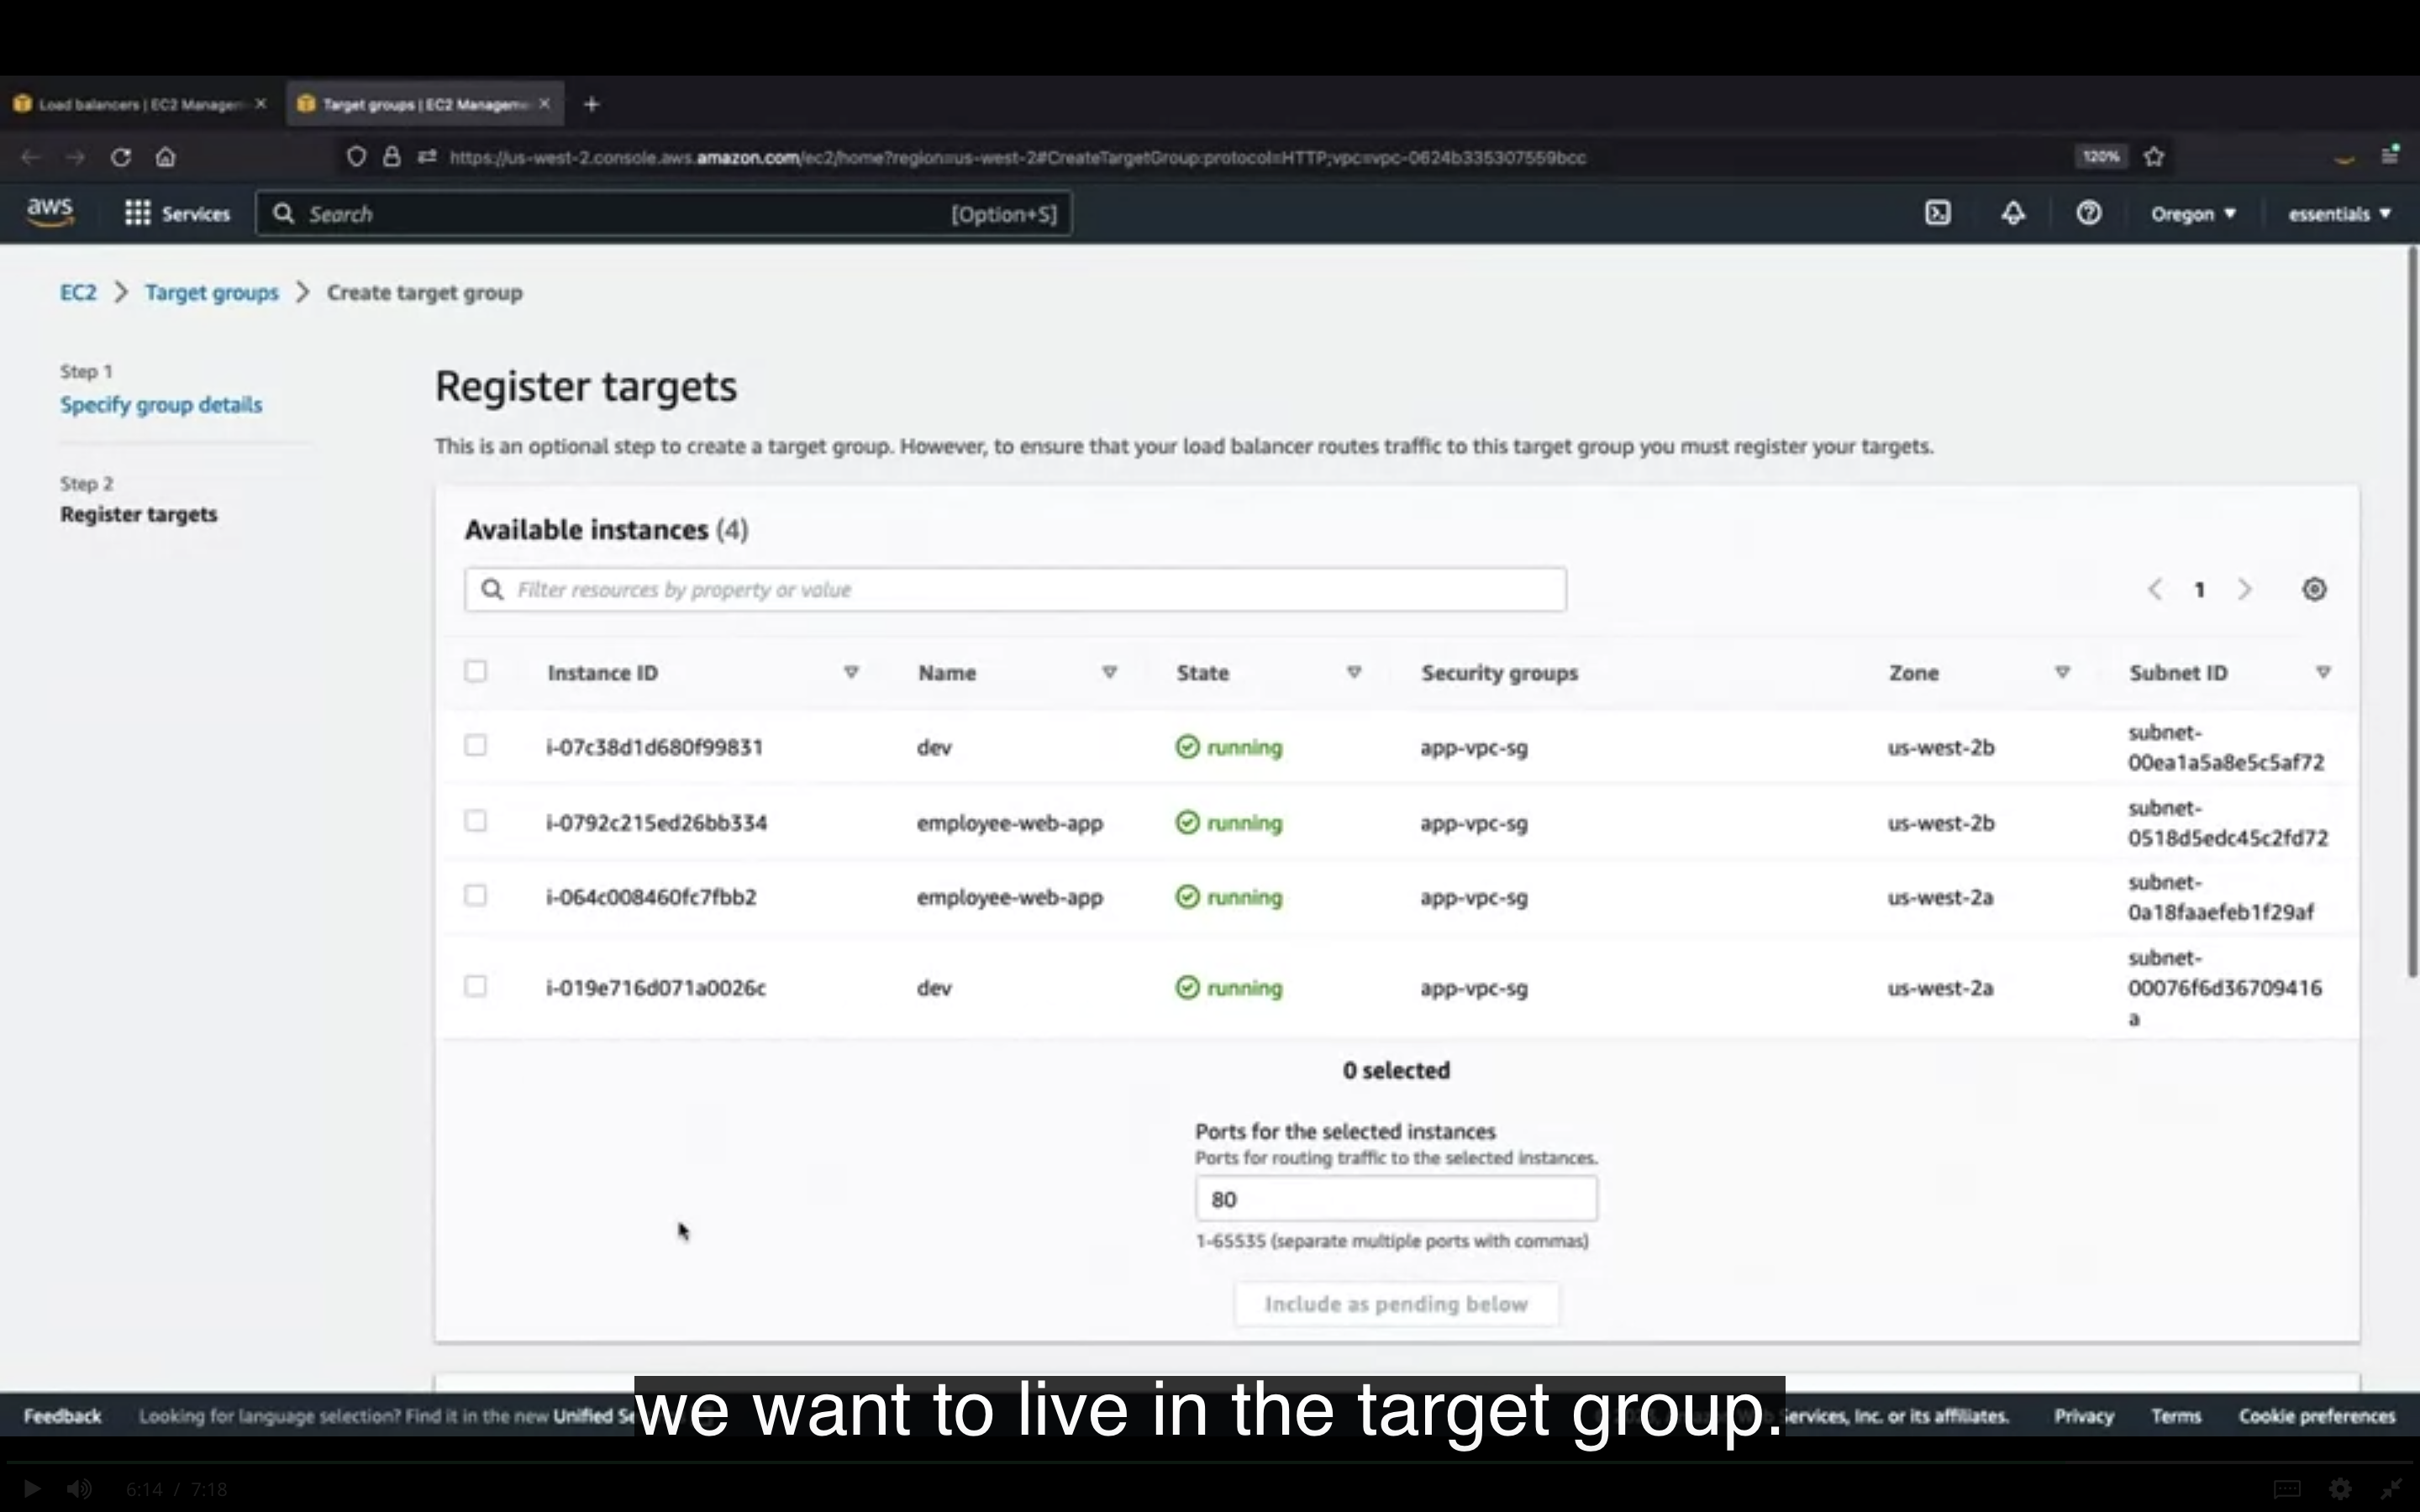 Load balancers | EC2 Managem
Target groups | EC2 Manageme
https://us-west-2.console.aws.amazon.com/ec2/home?region=us-west-2#CreateTargetGroup:protocol=HTTP;vpc=vpc-0624b335307559bcc
120%
aws
Services
Search
[Option+S]
Oregon
essentials
EC2 > Target groups > Create target group
Step 1
Specify group details
Step 2
Register targets
Register targets
This is an optional step to create a target group. However, to ensure that your load balancer routes traffic to this target group you must register your targets.
Available instances (4)
Filter resources by property or value
1
Instance ID Name State Security groups Zone Subnet ID
i-07c38d1d680f99831 dev running app-vpc-sg us-west-2b subnet-
00ea1a5a8e5c5af72
i-0792c215ed26bb334 employee-web-app running app-vpc-sg us-west-2b subnet-
0518d5edc45c2fd72
i-064c008460fc7fbb2 employee-web-app running app-vpc-sg us-west-2a subnet-
0a18faaefeb1f29af
i-019e716d071a0026c dev running app-vpc-sg us-west-2a subnet-
00076f6d36709416
a
0 selected
Ports for the selected instances
Ports for routing traffic to the selected instances.
80
1-65535 (separate multiple ports with commas)
Include as pending below
we want to live in the target group.
Feedback
Looking for language selection? Find it in the new Unified Se
Services, Inc. or its affiliates.
Privacy
Terms
Cookie preferences
6:14 / 7:18